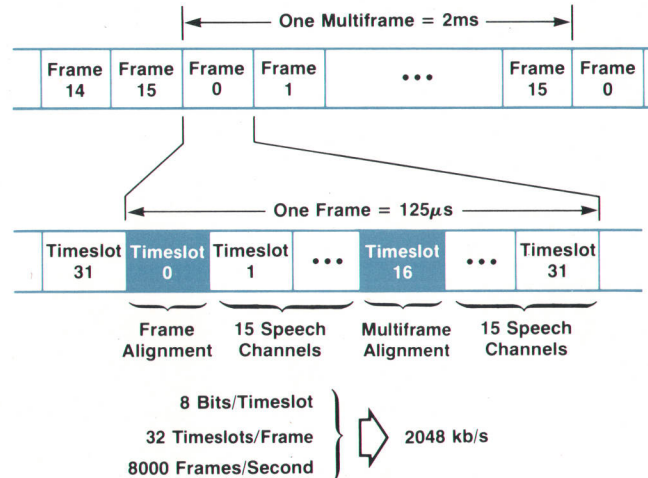 One Multiframe = 2ms
Frame 14
Frame 15
Frame 0
Frame 1
•••
Frame 15
Frame 0
One Frame = 125μs
Timeslot 31
Timeslot 0
Timeslot 1
•••
Timeslot 16
•••
Timeslot 31
Frame Alignment
15 Speech Channels
Multiframe Alignment
15 Speech Channels
8 Bits/Timeslot
32 Timeslots/Frame
8000 Frames/Second
2048 kb/s